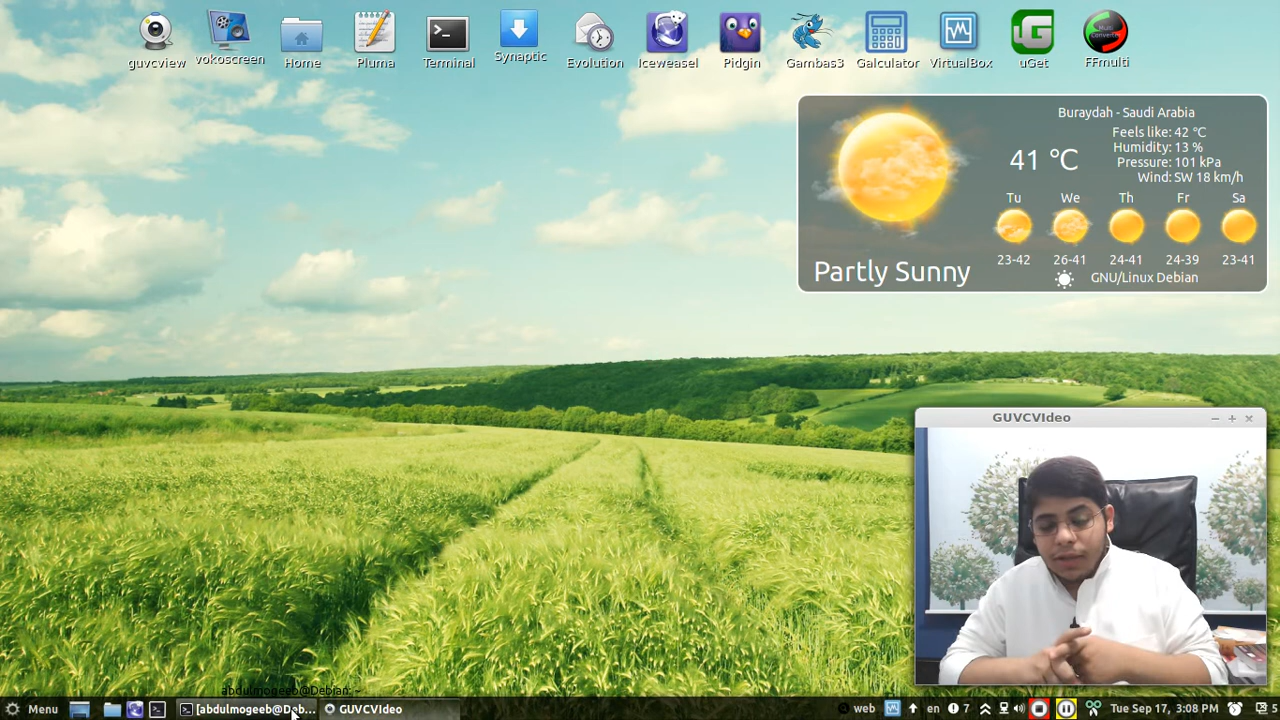 guvcview
vokoscreen
Home
Pluma
Terminal
Synaptic
Evolution
Iceweasel
Pidgin
Gambas3
Galculator
VirtualBox
uGet
FFmulti
Buraydah - Saudi Arabia
Feels like: 42 °C
Humidity: 13 %
41 °C
Pressure: 101 kPa
Wind: SW 18 km/h
Tu We Th Fr Sa
23-42 26-41 24-41 24-39 23-41
Partly Sunny
GNU/Linux Debian
GUVCVIdeo
abdulmogeeb@Debian: ~
Menu
[abdulmogeeb@Deb...
GUVCVIdeo
web
en
7
Tue Sep 17, 3:08 PM
5